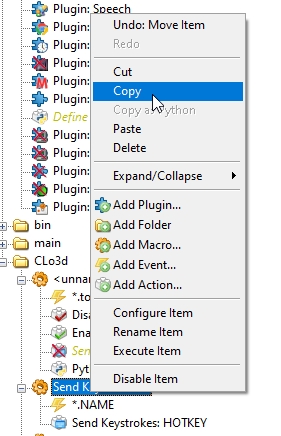 Plugin: Speech
Undo: Move Item
Plugin:
Redo
Plugin:
Plugin:
Cut
Plugin:
Copy
Plugin:
Copy as Python
Define
Paste
Plugin:
Delete
Plugin:
Plugin:
Expand/Collapse
Plugin:
Add Plugin...
bin
Add Folder
main
Add Macro...
CLo3d
Add Event...
<unnar
Add Action...
*.to
Disa
Configure Item
Ena
Rename Item
Sen
Execute Item
Pyt
Send Key
Disable Item
*.NAME
Send Keystrokes: HOTKEY